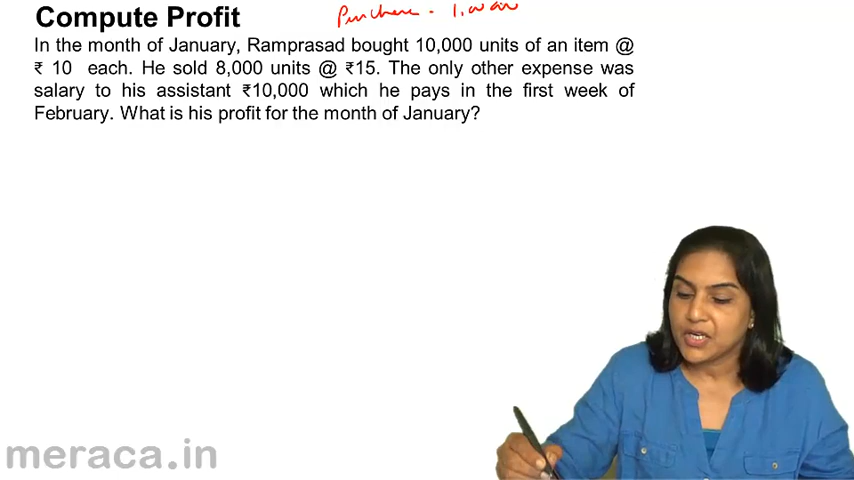 Compute Profit
Purchase - 1,00,000
In the month of January, Ramprasad bought 10,000 units of an item @
₹ 10 each. He sold 8,000 units @ ₹15. The only other expense was
salary to his assistant ₹10,000 which he pays in the first week of
February. What is his profit for the month of January?
meraca.in